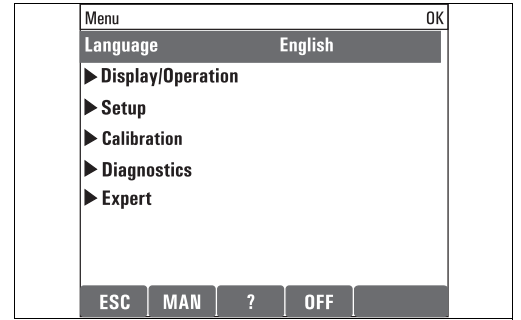 Menu OK
Language English
▶ Display/Operation
▶ Setup
▶ Calibration
▶ Diagnostics
▶ Expert
ESC MAN ? OFF